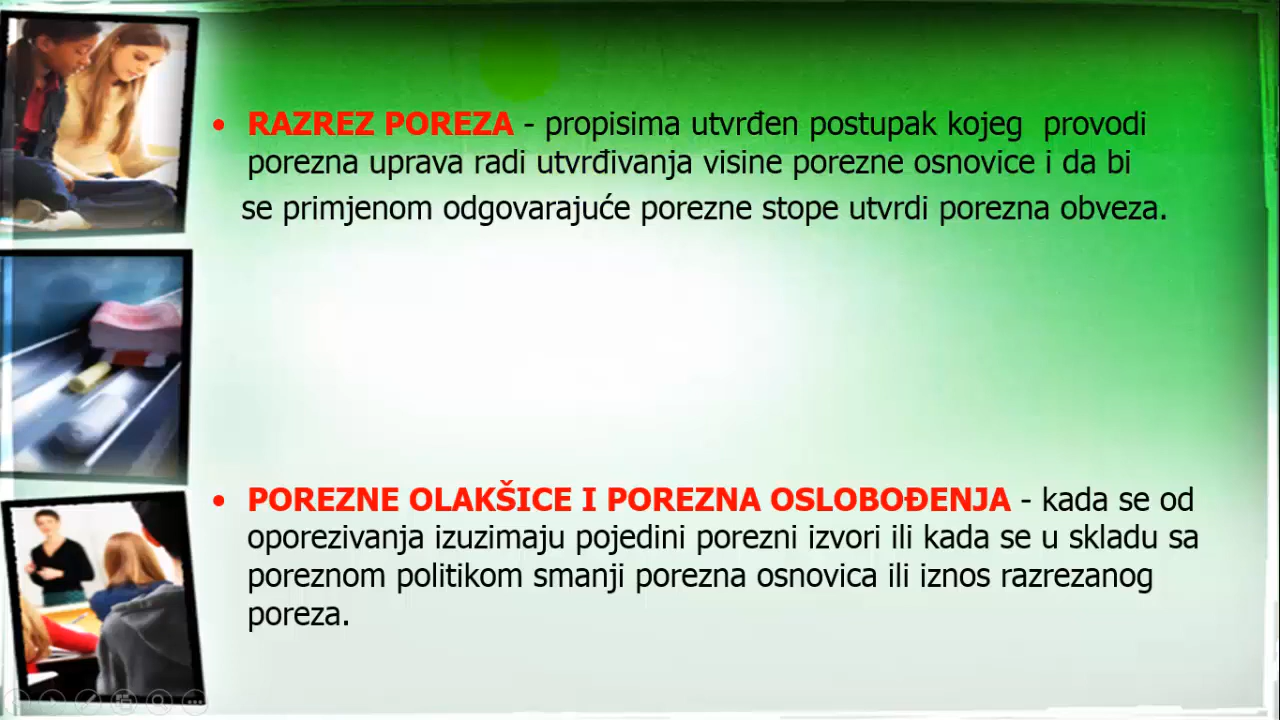 • RAZREZ POREZA - propisima utvrđen postupak kojeg  provodi
porezna uprava radi utvrđivanja visine porezne osnovice i da bi
se primjenom odgovarajuće porezne stope utvrdi porezna obveza.
• POREZNE OLAKŠICE I POREZNA OSLOBOĐENJA - kada se od
oporezivanja izuzimaju pojedini porezni izvori ili kada se u skladu sa
poreznom politikom smanji porezna osnovica ili iznos razrezanog
poreza.